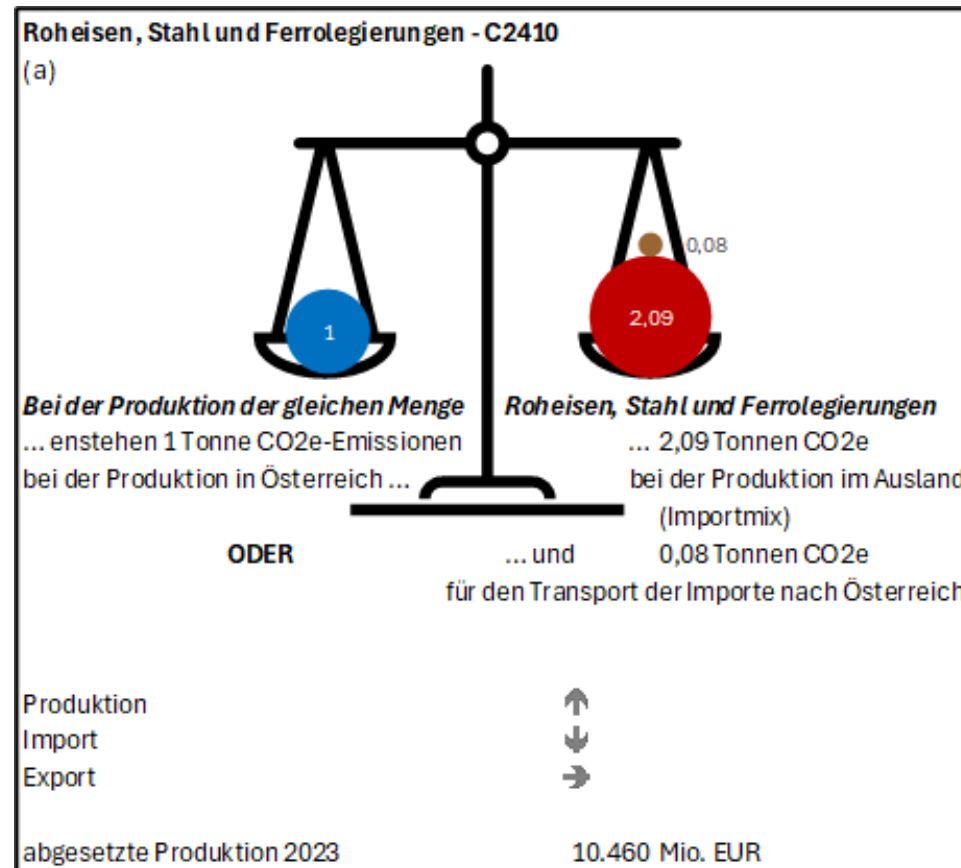 Roheisen, Stahl und Ferrolegierungen - C2410
(a)
0,08
1
2,09
Bei der Produktion der gleichen Menge Roheisen, Stahl und Ferrolegierungen
... enstehen 1 Tonne CO2e-Emissionen ... 2,09 Tonnen CO2e
bei der Produktion in Österreich ... bei der Produktion im Ausland
(Importmix)
ODER ... und 0,08 Tonnen CO2e
für den Transport der Importe nach Österreich
Produktion
Import
Export
abgesetzte Produktion 2023 10.460 Mio. EUR